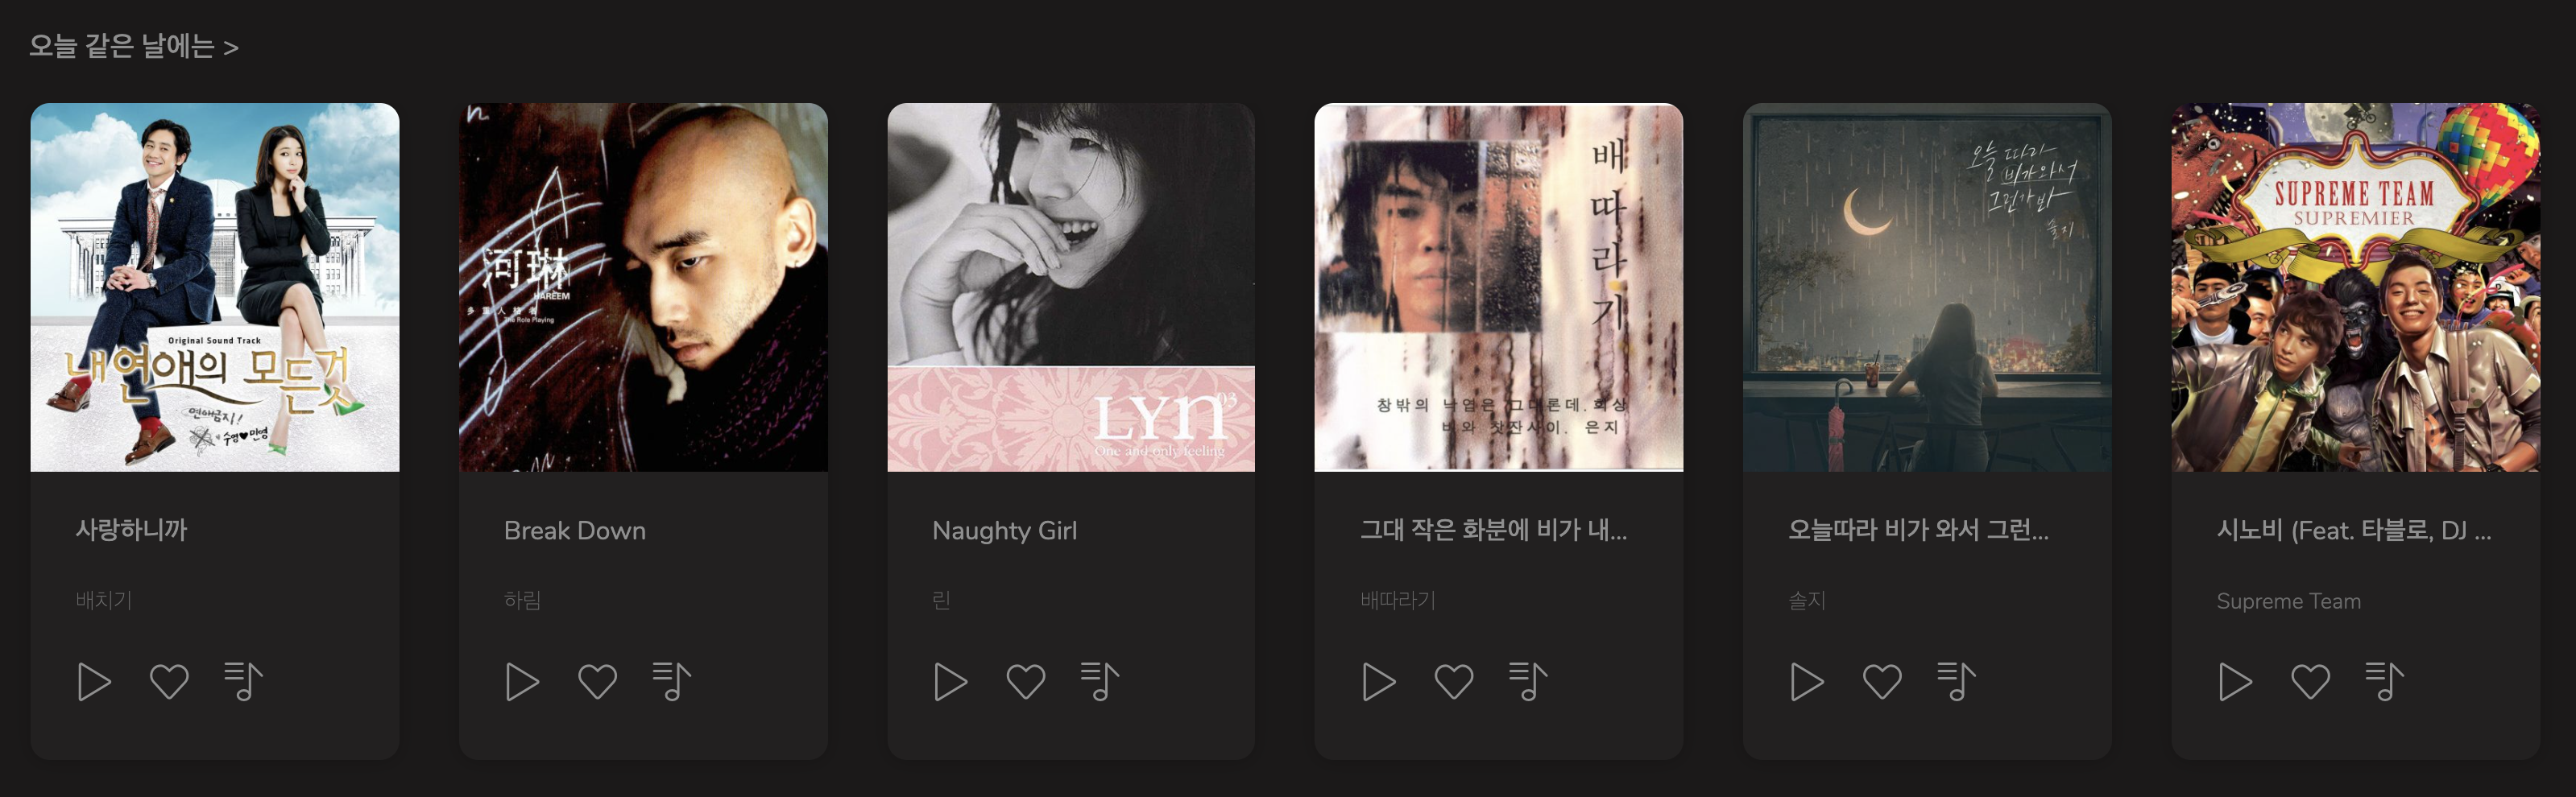 오늘 같은 날에는 >
Original Sound Track
내 연애의 모든것
연애금지!
수영♥민영
사랑하니까
배치기
河琳
HAREEM
多重人格者
The Role Playing
Break Down
하림
LYn 03
One and only feeling
Naughty Girl
린
배따라기
창밖의 낙엽은 그대론데. 회상
비와 찻잔사이. 은지
그대 작은 화분에 비가 내...
배따라기
오늘 따라
비가 와서
그런가 봐
솔지
오늘따라 비가 와서 그런...
솔지
SUPREME TEAM
SUPREMIER
시노비 (Feat. 타블로, DJ ...
Supreme Team